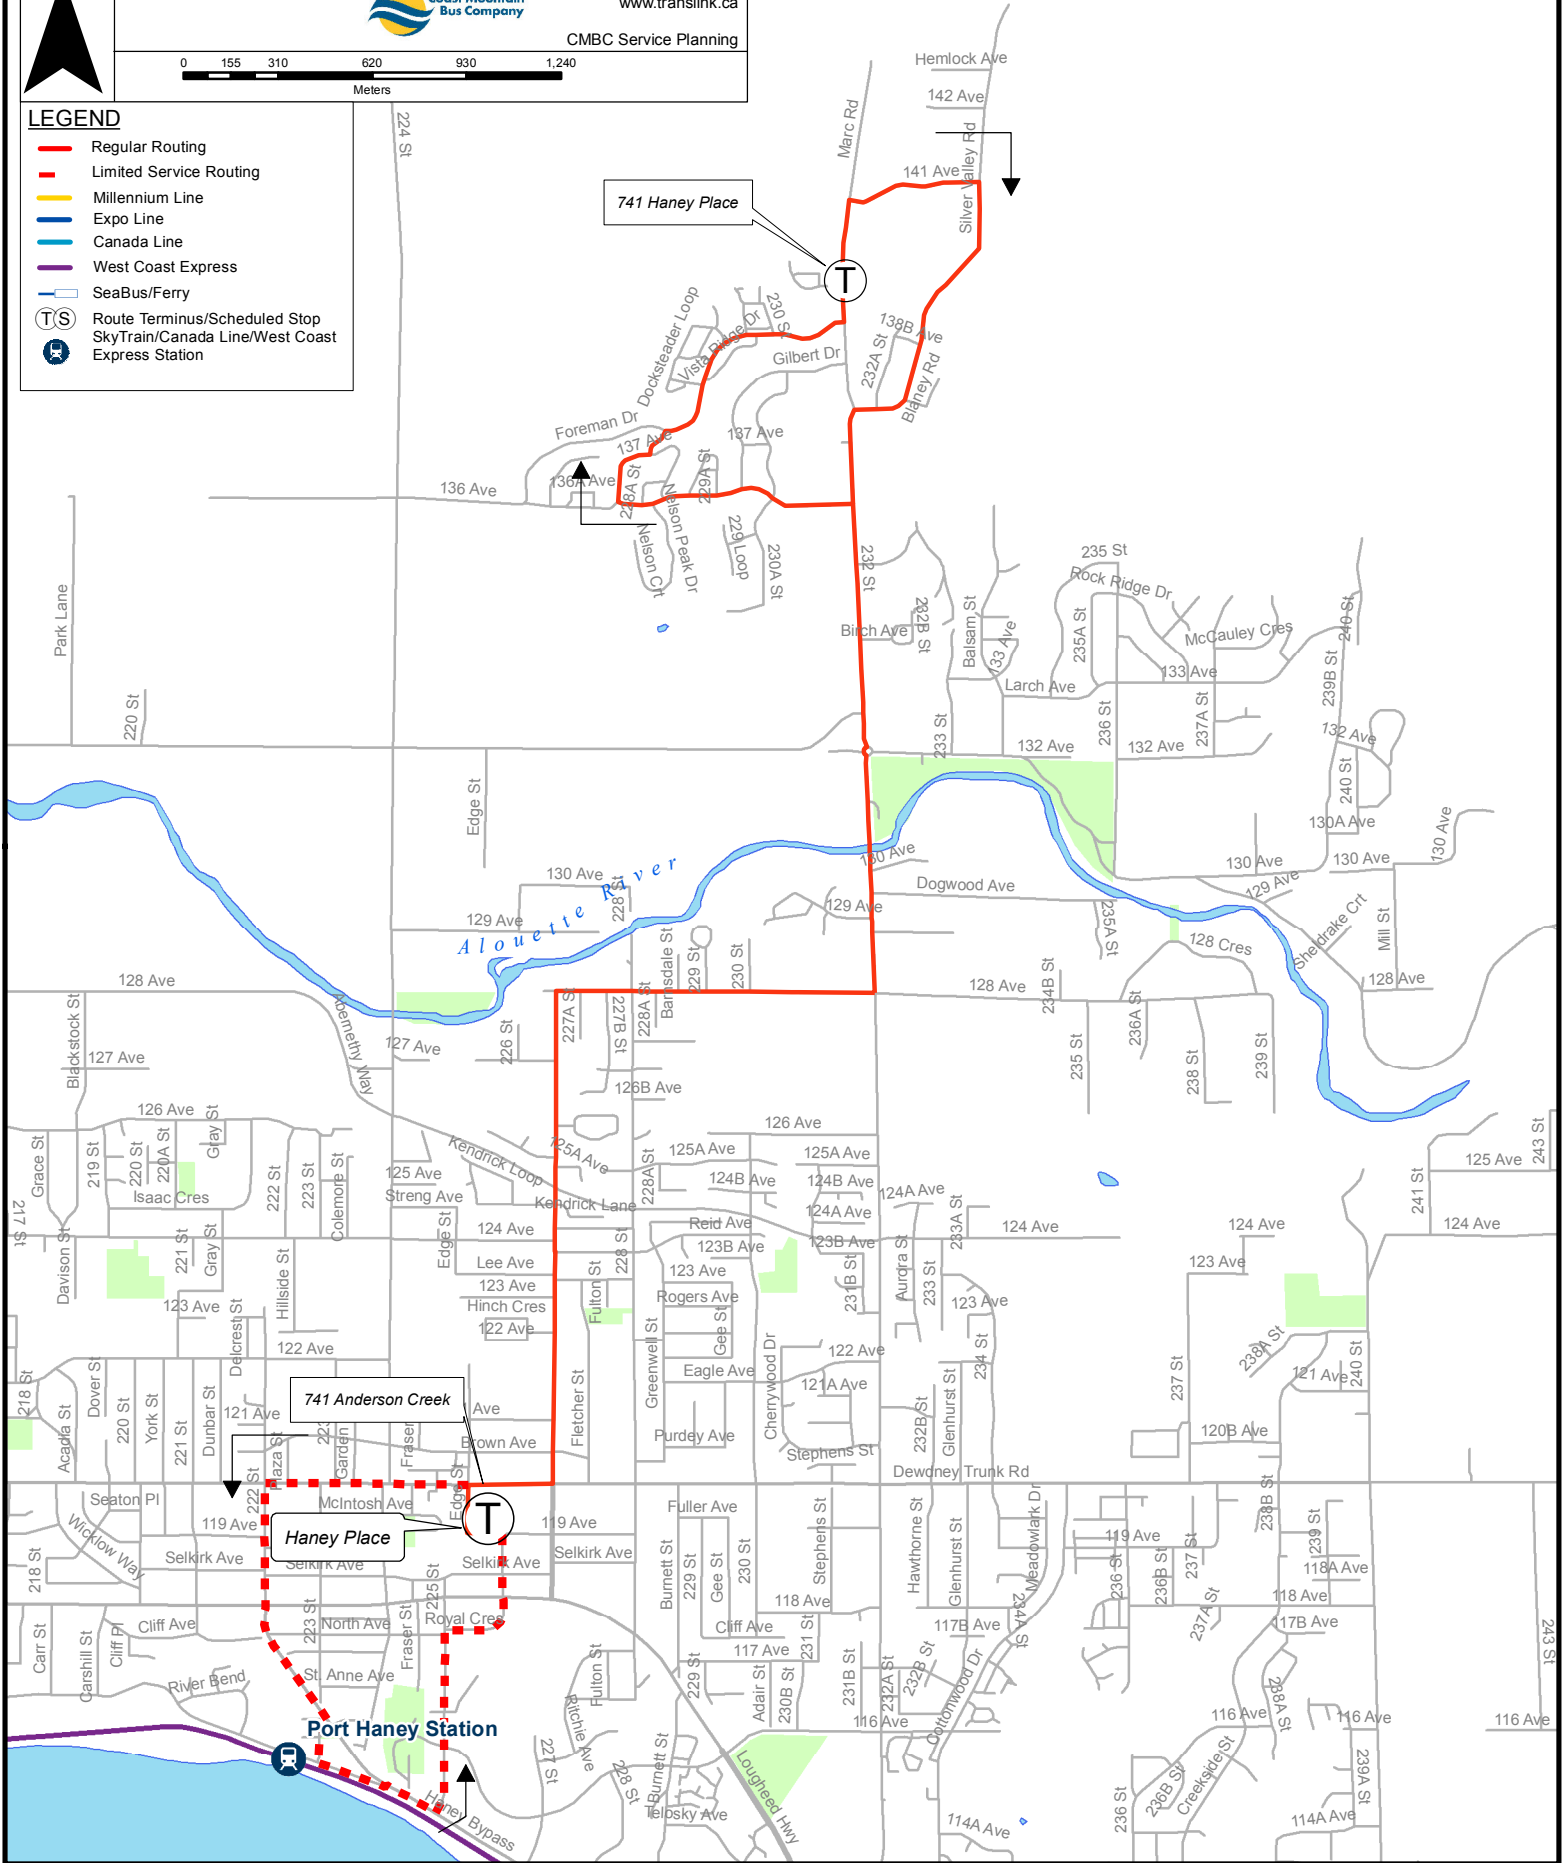 www.translink.ca
Coast Mountain
Bus Company
CMBC Service Planning
0 155 310 620 930 1,240
Meters
LEGEND
Regular Routing
Limited Service Routing
Millennium Line
Expo Line
Canada Line
West Coast Express
SeaBus/Ferry
T S Route Terminus/Scheduled Stop
SkyTrain/Canada Line/West Coast
Express Station
Hemlock Ave
142 Ave
Marc Rd
224 St
Silver Valley Rd
141 Ave
741 Haney Place
T
Docksteader Loop
230 St
Vista Ridge Dr
138B Ave
232A St
Gilbert Dr
Blaney Rd
Foreman Dr
137 Ave
137 Ave
136A Ave
228A St
229A St
136 Ave
Nelson Peak Dr
Nelson Crt
229 Loop
230A St
232 St
235 St
Rock Ridge Dr
Park Lane
Birch Ave
232B St
Balsam St
133 Ave
235A St
McCauley Cres
240 St
133 Ave
Larch Ave
239B St
220 St
233 St
236 St
237A St
132 Ave
132 Ave
132 Ave
240 St
Edge St
130A Ave
130 Ave
130 Ave
130 Ave
130 Ave
130 Ave
Alouette River
228 St
Dogwood Ave
129 Ave
129 Ave
129 Ave
235A St
Sheldrake Crt
Mill St
128 Cres
Barnsdale St
229 St
230 St
128 Ave
128 Ave
128 Ave
234B St
Blackstock St
Abernethy Way
226 St
227A St
227B St
228A St
236A St
127 Ave
127 Ave
235 St
238 St
239 St
126B Ave
126 Ave
Gray St
126 Ave
243 St
Grace St
219 St
220 St
220A St
Kendrick Loop
125A Ave
125A Ave
125A Ave
125 Ave
222 St
223 St
Colemore St
125 Ave
228A St
124B Ave
124B Ave
241 St
Isaac Cres
Streng Ave
Kendrick Lane
124A Ave
124A Ave
233A St
217 St
124 Ave
Reid Ave
124 Ave
124 Ave
124 Ave
Davison St
221 St
Gray St
Edge St
Lee Ave
228 St
123B Ave
123B Ave
Hillside St
123 Ave
Fulton St
123 Ave
231B St
Aurora St
233 St
123 Ave
123 Ave
Hinch Cres
Rogers Ave
123 Ave
Delcrest St
122 Ave
122 Ave
Greenwell St
Gee St
122 Ave
238A St
240 St
218 St
Dover St
Eagle Ave
Cherrywood Dr
234 St
237 St
121 Ave
741 Anderson Creek
121A Ave
Acadia St
220 St
York St
221 St
Dunbar St
121 Ave
Garden
Fraser
Ave
Fletcher St
232B St
Glenhurst St
120B Ave
Brown Ave
Purdey Ave
Stephens St
Dewdney Trunk Rd
Plaza St
222 St
Edge St
Seaton Pl
McIntosh Ave
T
Fuller Ave
Stephens St
Hawthorne St
Meadowlark Dr
238B St
Wicklow Way
119 Ave
Haney Place
119 Ave
119 Ave
239 St
Selkirk Ave
Selkirk Ave
Selkirk Ave
Selkirk Ave
Burnett St
229 St
Gee St
230 St
Glenhurst St
236 St
236B St
237 St
118A Ave
218 St
225 St
118 Ave
118 Ave
Carr St
Carshill St
Cliff Pl
Cliff Ave
223 St
North Ave
Fraser St
Royal Cres
Cliff Ave
231 St
117B Ave
234A St
237A St
117B Ave
243 St
117 Ave
River Bend
St. Anne Ave
Fulton St
229 St
Adair St
230B St
231B St
232A St
232B St
Cottonwood Dr
238A St
Port Haney Station
Ritchie Ave
116 Ave
116 Ave
116 Ave
116 Ave
227 St
228 St
Burnett St
Lougheed Hwy
Creekside St
236B St
239A St
236 St
Haney Bypass
Telosky Ave
114A Ave
114A Ave